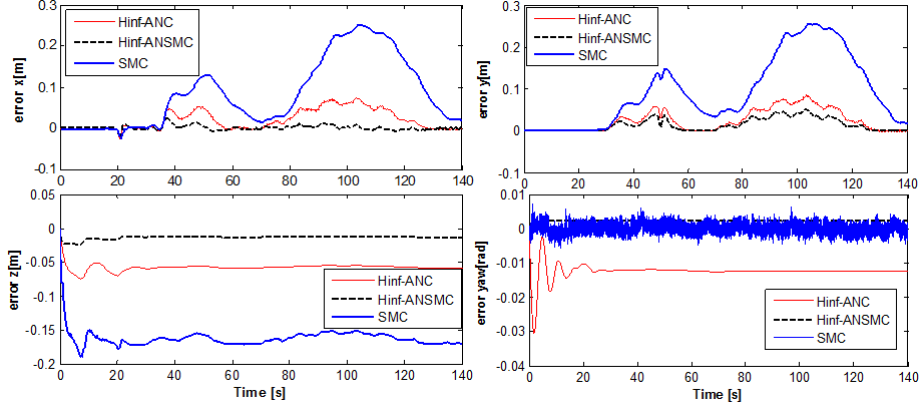 error x[m]
0.3
0.2
0.1
0
-0.1
0 20 40 60 80 100 120 140
Hinf-ANC
Hinf-ANSMC
SMC
error y[m]
0.3
0.2
0.1
0
-0.1
0 20 40 60 80 100 120 140
Hinf-ANC
Hinf-ANSMC
SMC
error z[m]
0.05
0
-0.05
-0.1
-0.15
-0.2
0 20 40 60 80 100 120 140
Time [s]
Hinf-ANC
Hinf-ANSMC
SMC
error yaw[rad]
0.01
0
-0.01
-0.02
-0.03
-0.04
0 20 40 60 80 100 120 140
Time [s]
Hinf-ANC
Hinf-ANSMC
SMC